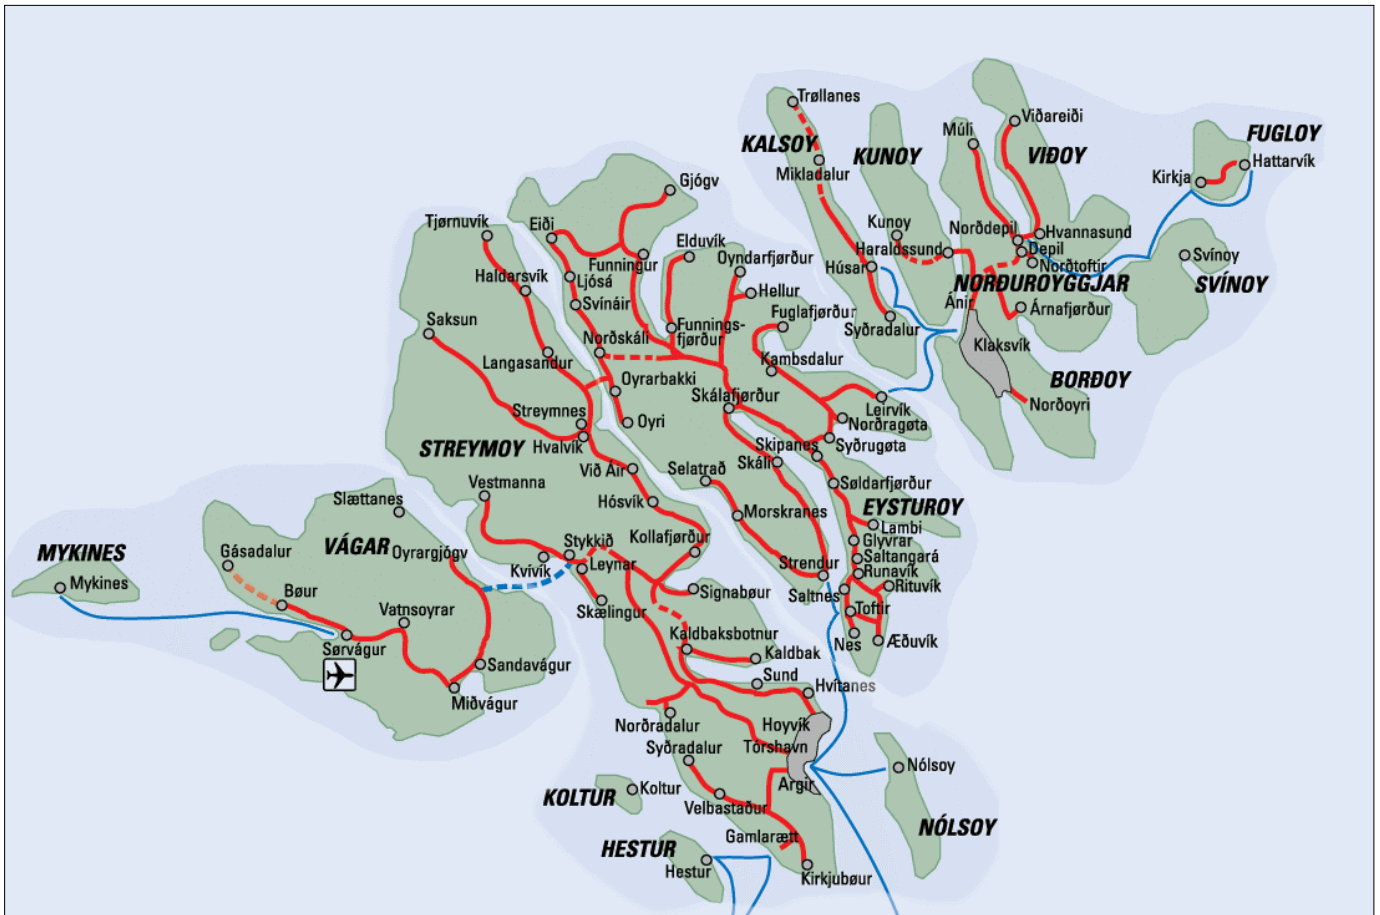 Trøllanes
KALSOY
Mikladalur
KUNOY
Múli
Viðareiði
VIÐOY
FUGLOY
Hattarvík
Kirkja
Kunoy
Haraldssund
Húsar
Syðradalur
Norðdepil
Hvannasund
Depil
Norðtoftir
NORÐUROYGGJAR
Ánir
Árnafjørður
Svínoy
SVÍNOY
Klaksvík
BORÐOY
Norðoyri
Gjógv
Tjørnuvík
Eiði
Elduvík
Oyndarfjørður
Haldarsvík
Funningur
Ljósá
Hellur
Svínáir
Saksun
Fuglafjørður
Funnings-
fjørður
Norðskáli
Langasandur
Kambsdalur
Oyrarbakki
Skálafjørður
Leirvík
Streymnes
Oyri
Norðragøta
Hvalvík
Skipanes
Syðrugøta
STREYMOY
Við Áir
Selatrað
Skáli
Vestmanna
Søldarfjørður
Slættanes
Hósvík
EYSTUROY
Morskranes
Lambi
Stykkið
Kollafjørður
Glyvrar
MYKINES
Gásadalur
VÁGAR
Oyrargjógv
Kvívík
Leynar
Strendur
Saltangará
Runavík
Mykines
Bøur
Signabøur
Saltnes
Rituvík
Vatnsoyrar
Skælingur
Toftir
Sørvágur
Kaldbaksbotnur
Nes
Æðuvík
Sandavágur
Kaldbak
Sund
Hvítanes
Miðvágur
Norðradalur
Hoyvík
Syðradalur
Tórshavn
Nólsoy
Argir
KOLTUR
Koltur
Velbastaður
NÓLSOY
Gamlarætt
HESTUR
Hestur
Kirkjubøur